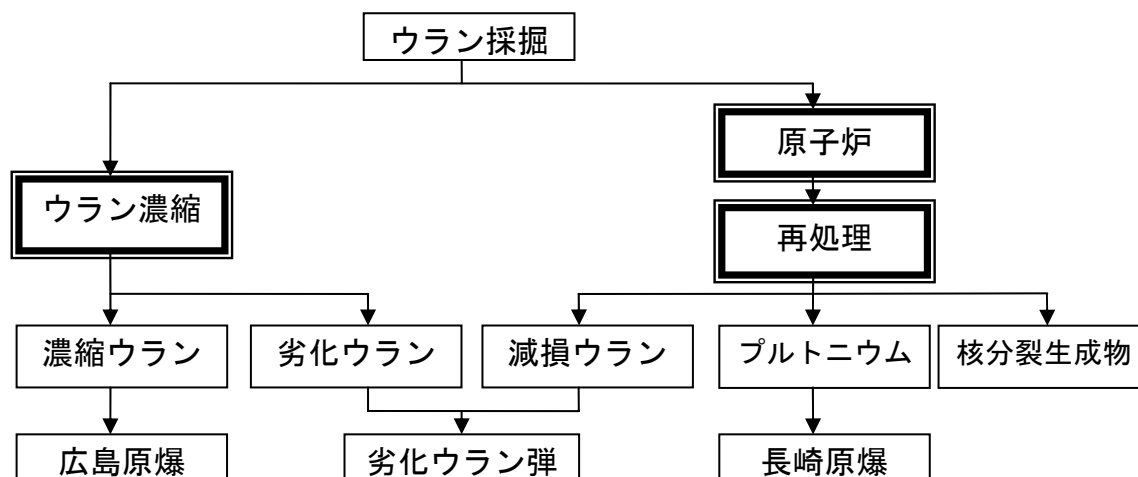 ウラン採掘
原子炉
ウラン濃縮
再処理
濃縮ウラン
劣化ウラン
減損ウラン
プルトニウム
核分裂生成物
広島原爆
劣化ウラン弾
長崎原爆